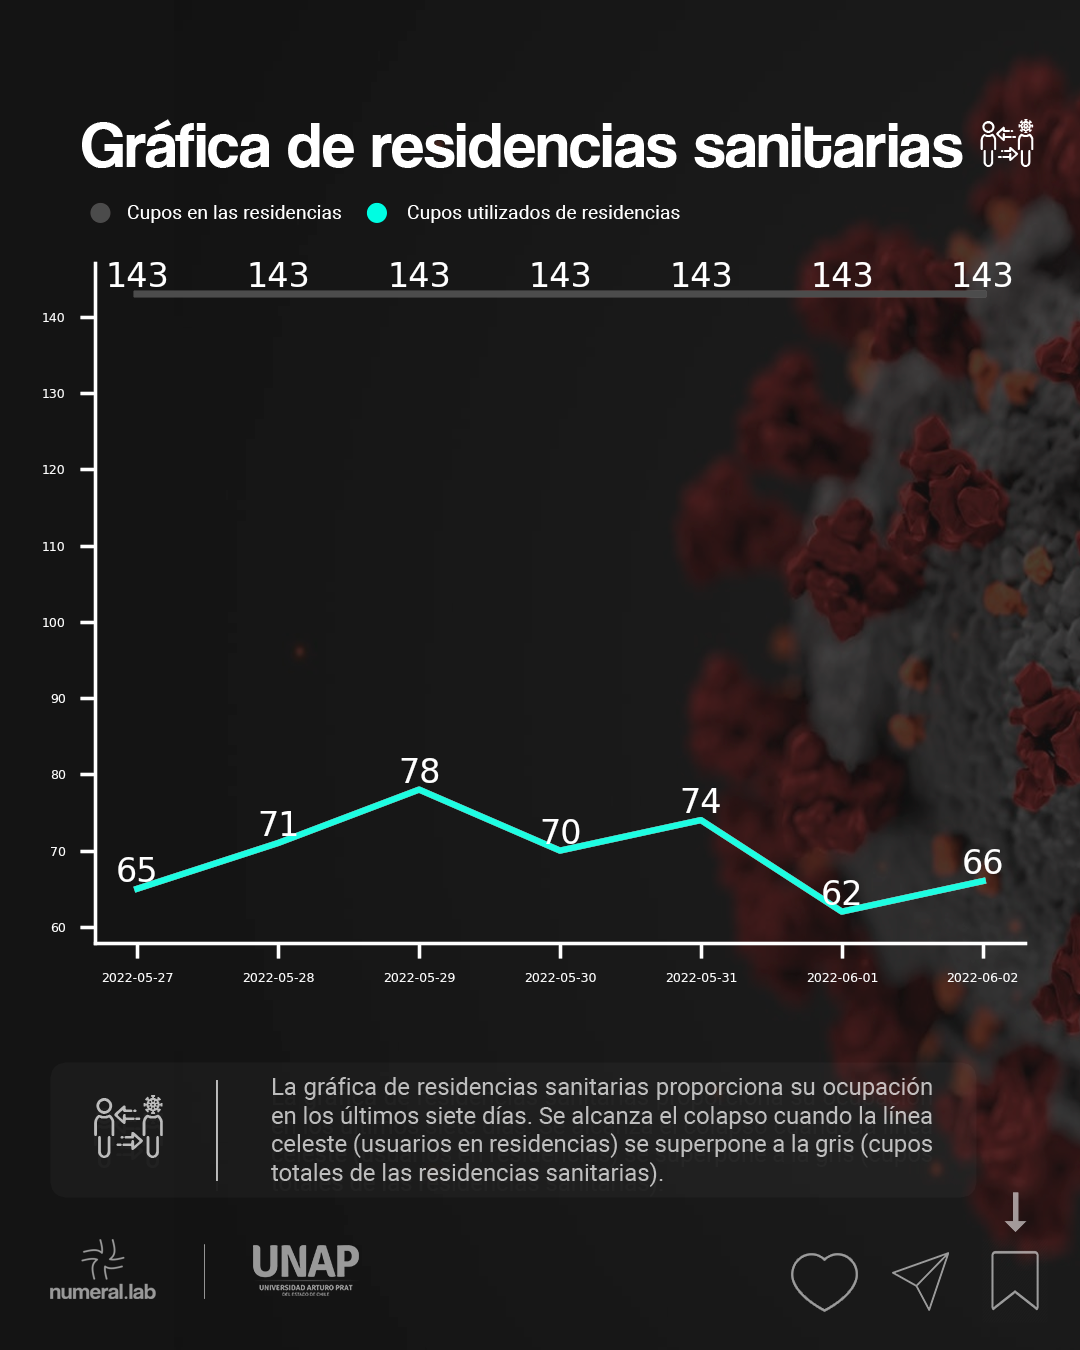 Gráfica de residencias sanitarias
Cupos en las residencias Cupos utilizados de residencias
143 143 143 143 143 143 143
140
130
120
110
100
90
80
70
60
65 71 78 70 74 62 66
2022-05-27 2022-05-28 2022-05-29 2022-05-30 2022-05-31 2022-06-01 2022-06-02
La gráfica de residencias sanitarias proporciona su ocupación
en los últimos siete días. Se alcanza el colapso cuando la línea
celeste (usuarios en residencias) se superpone a la gris (cupos
totales de las residencias sanitarias).
numeral.lab
UNAP
UNIVERSIDAD ARTURO PRAT
DEL ESTADO DE CHILE